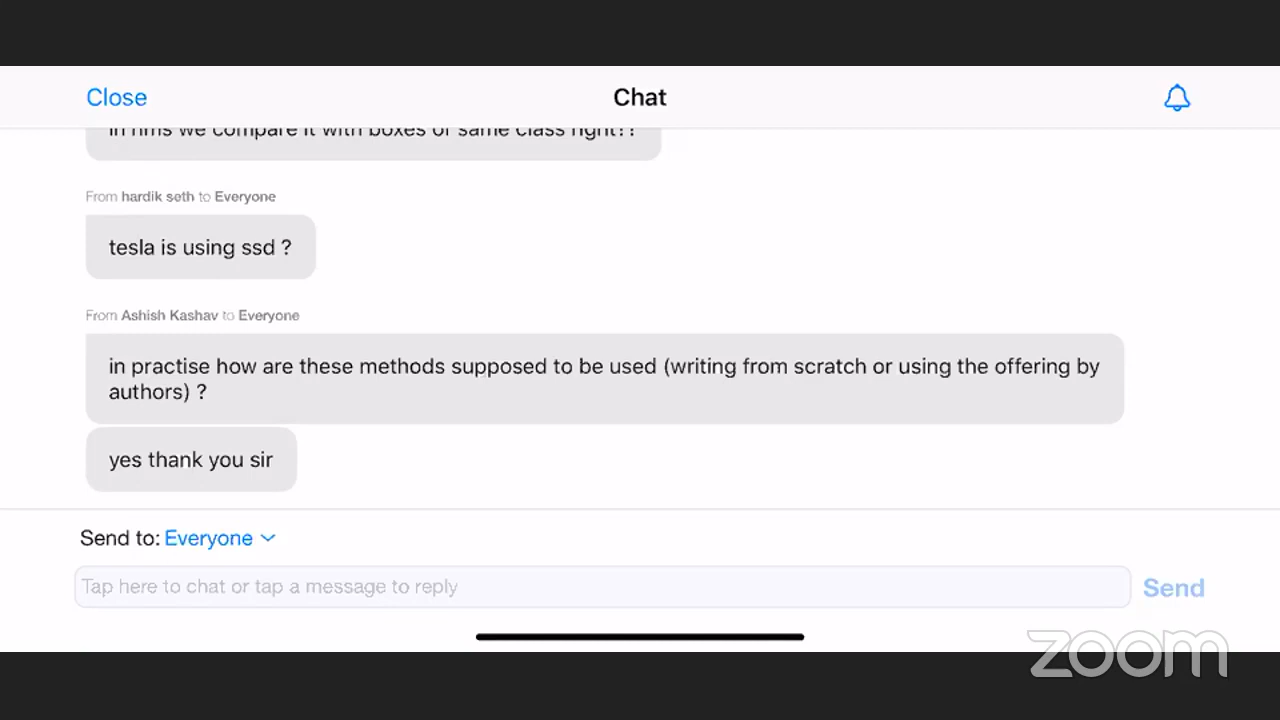 Close
Chat
in nms we compare it with boxes of same class right??
From hardik seth to Everyone
tesla is using ssd ?
From Ashish Kashav to Everyone
in practise how are these methods supposed to be used (writing from scratch or using the offering by
authors) ?
yes thank you sir
Send to: Everyone
Tap here to chat or tap a message to reply
Send
zoom